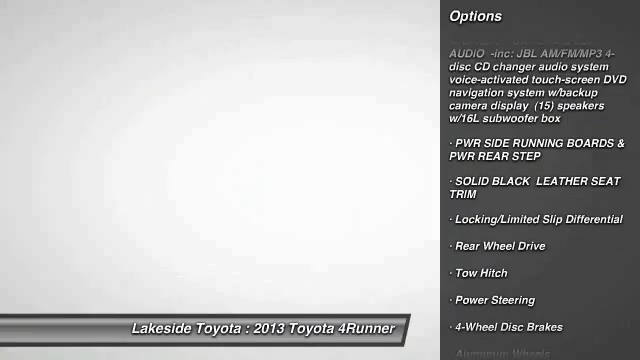 Options
AUDIO -inc: JBL AM/FM/MP3 4-
disc CD changer audio system
voice-activated touch-screen DVD
navigation system w/backup
camera display (15) speakers
w/16L subwoofer box
· PWR SIDE RUNNING BOARDS &
PWR REAR STEP
· SOLID BLACK LEATHER SEAT
TRIM
· Locking/Limited Slip Differential
· Rear Wheel Drive
· Tow Hitch
· Power Steering
· 4-Wheel Disc Brakes
· Aluminum Wheels
Lakeside Toyota : 2013 Toyota 4Runner